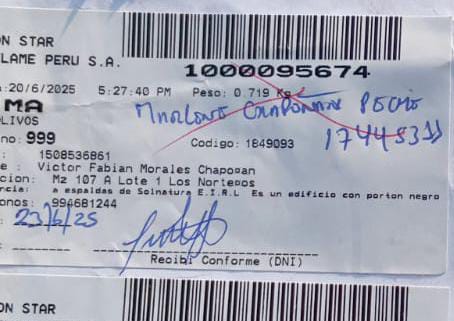 ON STAR
LAME PERU S.A.
1000095674
:20/6/2025 5:27:40 PM Peso: 0.719 Kg
MA
LIVOS
no: 999 Codigo: 1849093
: 1508536861
e : Victor Fabian Morales Chapoñan
cion: Mz 107 A Lote 1 Los Norteños
ncia: a espaldas de Solnatura E.I.R.L Es un edificio con porton negro
onos: 994681244
: 23/6/25
Recibi Conforme (DNI)
ON STAR